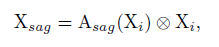 X_{sag} = A_{sag}(X_i) ⊗ X_i,